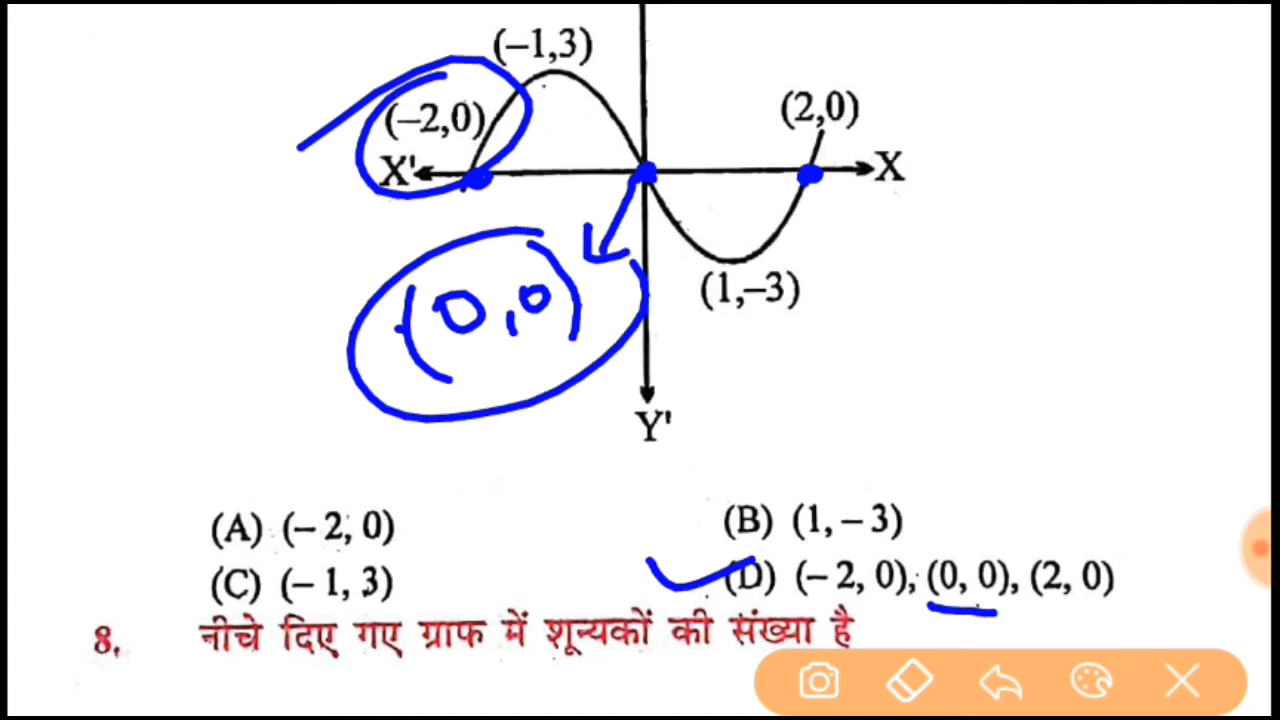 (–1,3)
(–2,0)
(2,0)
X' X
(0,0)
(1,–3)
Y'
(A) (– 2, 0) (B) (1, – 3)
(C) (– 1, 3) (D) (– 2, 0), (0, 0), (2, 0)
8. नीचे दिए गए ग्राफ में शून्यकों की संख्या है